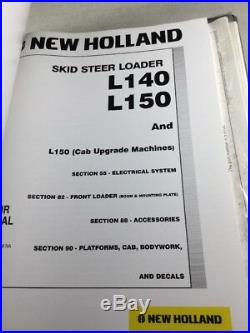 NEW HOLLAND
SKID STEER LOADER
L140
L150
And
L150 (Cab Upgrade Machines)
SECTION 55 - ELECTRICAL SYSTEM
SECTION 82 - FRONT LOADER (BOOM & MOUNTING PLATE)
SECTION 88 - ACCESSORIES
SECTION 90 - PLATFORMS, CAB, BODYWORK,
AND DECALS
NEW HOLLAND